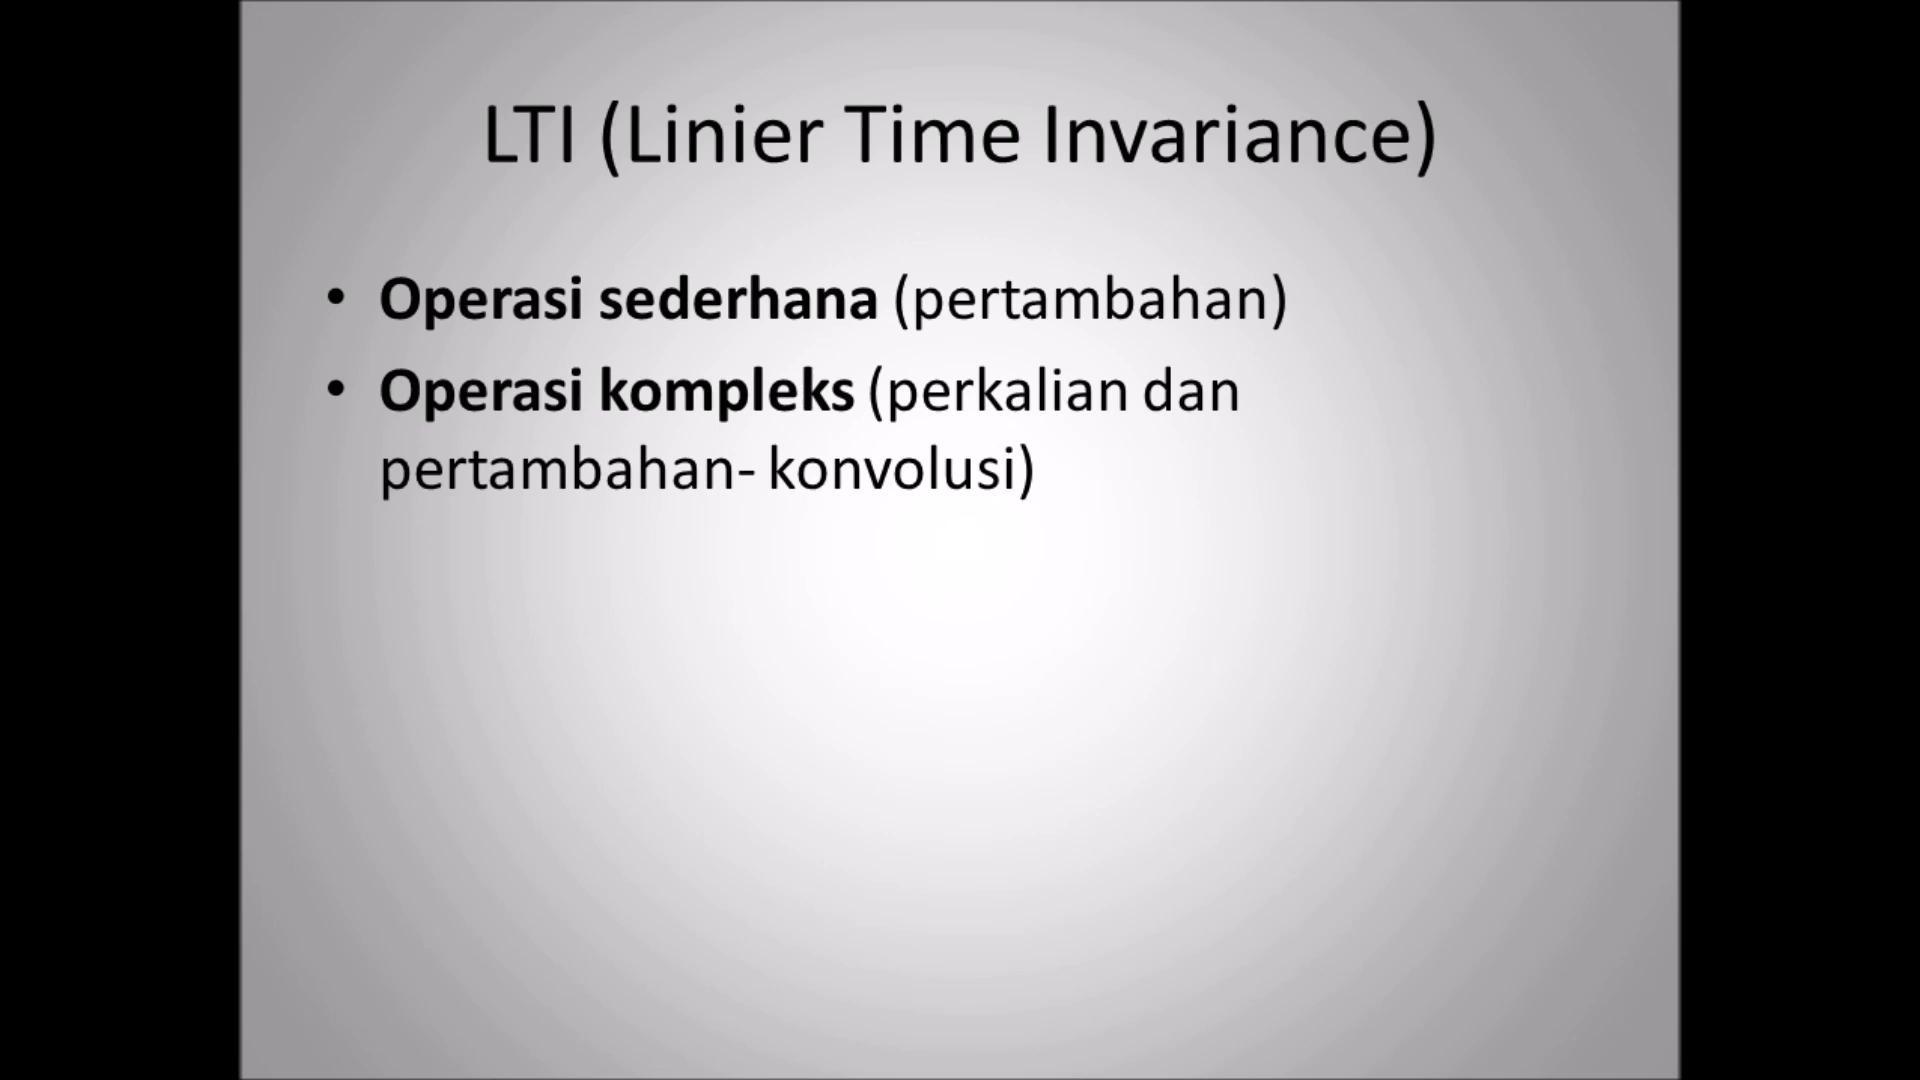 LTI (Linier Time Invariance)
• Operasi sederhana (pertambahan)
• Operasi kompleks (perkalian dan
pertambahan- konvolusi)